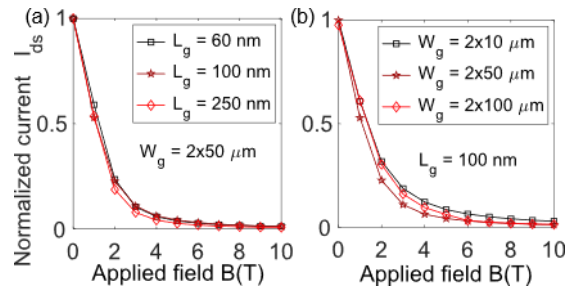 (a)
Normalized current I_ds
1
0.5
0
L_g = 60 nm
L_g = 100 nm
L_g = 250 nm
W_g = 2x50 μm
0 2 4 6 8 10
Applied field B(T)
(b)
1
0.5
0
W_g = 2x10 μm
W_g = 2x50 μm
W_g = 2x100 μm
L_g = 100 nm
0 2 4 6 8 10
Applied field B(T)